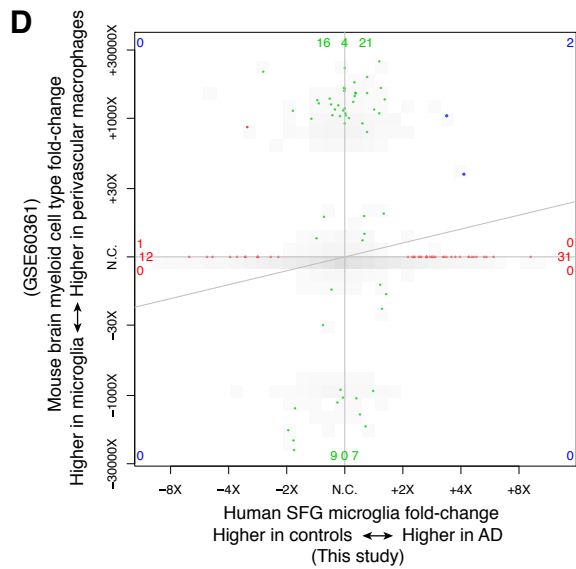 D
0
16 4 21
2
+30000X
+1000X
+30X
N.C.
-30X
-1000X
-30000X
Mouse brain myeloid cell type fold-change
(GSE60361)
Higher in microglia ↔ Higher in perivascular macrophages
1
12
0
0
31
0
0
9 0 7
0
-8X
-4X
-2X
N.C.
+2X
+4X
+8X
Human SFG microglia fold-change
Higher in controls ↔ Higher in AD
(This study)